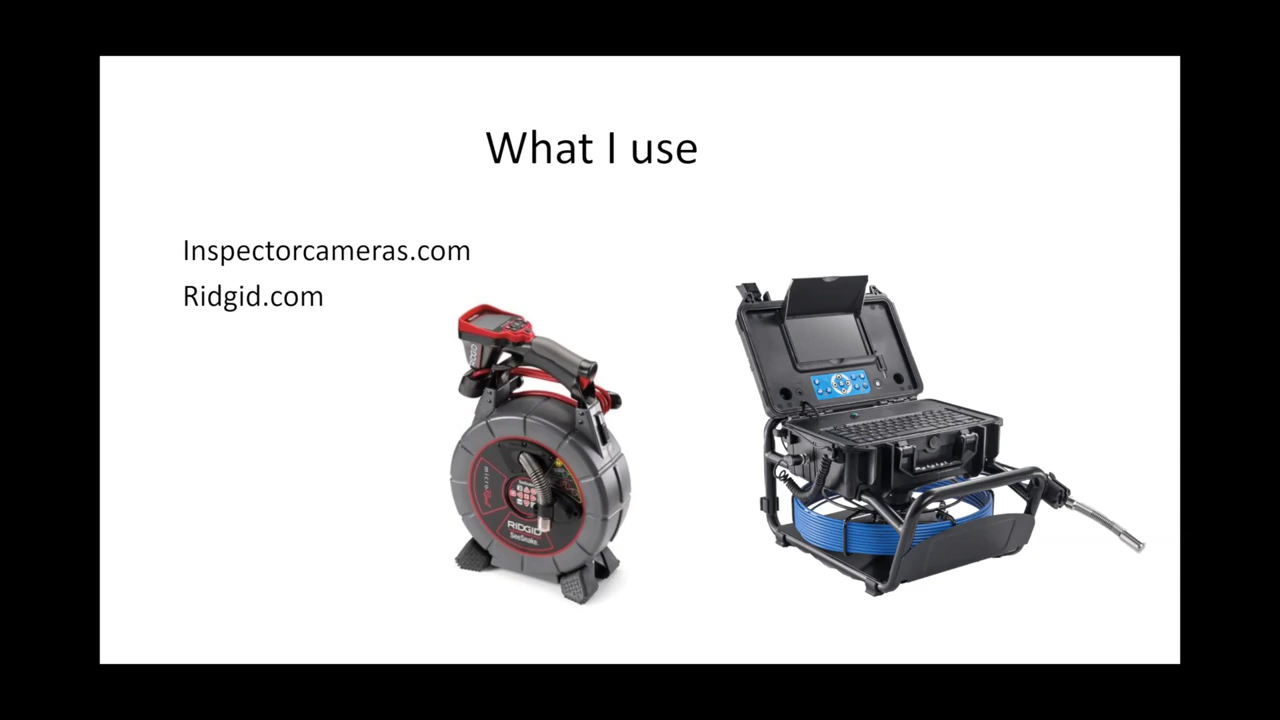 What I use
Inspectorcameras.com
Ridgid.com
RIDGID
SeeSnake.